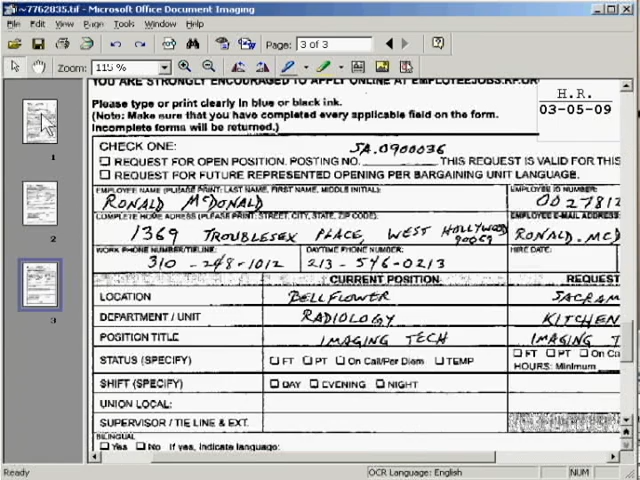 ~7762835.tif - Microsoft Office Document Imaging
File Edit View Page Tools Window Help
Page: 3 of 3
Zoom: 115 %
YOU ARE STRONGLY ENCOURAGED TO APPLY ONLINE AT EMPLOYEEJOBS.KP.OR
Please type or print clearly in blue or black ink.
(Note: Make sure that you have completed every applicable field on the form.
Incomplete forms will be returned.)
H.R.
03-05-09
CHECK ONE:
SA.0900036
REQUEST FOR OPEN POSITION. POSTING NO. THIS REQUEST IS VALID FOR THIS
REQUEST FOR FUTURE REPRESENTED OPENING PER BARGAINING UNIT LANGUAGE.
EMPLOYEE NAME (PLEASE PRINT: LAST NAME, FIRST NAME, MIDDLE INITIAL): EMPLOYEE ID NUMBER:
RONALD McDONALD 0027812
COMPLETE HOME ADRESS (PLEASE PRINT: STREET, CITY, STATE, ZIP CODE): EMPLOYEE E-MAIL ADDRESS:
1369 TROUBLESEX PLACE, WEST HOLLYWOOD 90069 RONALD.MCD
WORK PHONE NUMBER/TIELINE: DAYTIME PHONE NUMBER: HIRE DATE:
310-248-1012 213-576-0213
CURRENT POSITION: REQUEST
LOCATION BELLFLOWER SACRAM
DEPARTMENT / UNIT RADIOLOGY KITCHEN
POSITION TITLE IMAGING TECH IMAGING T
STATUS (SPECIFY) FT PT On Call/Per Diem TEMP FT PT On Ca
HOURS: Minimum
SHIFT (SPECIFY) DAY EVENING NIGHT
UNION LOCAL:
SUPERVISOR / TIE LINE & EXT.
BILINGUAL
Yes No If yes, indicate language:
1
2
3
Ready OCR Language: English NUM